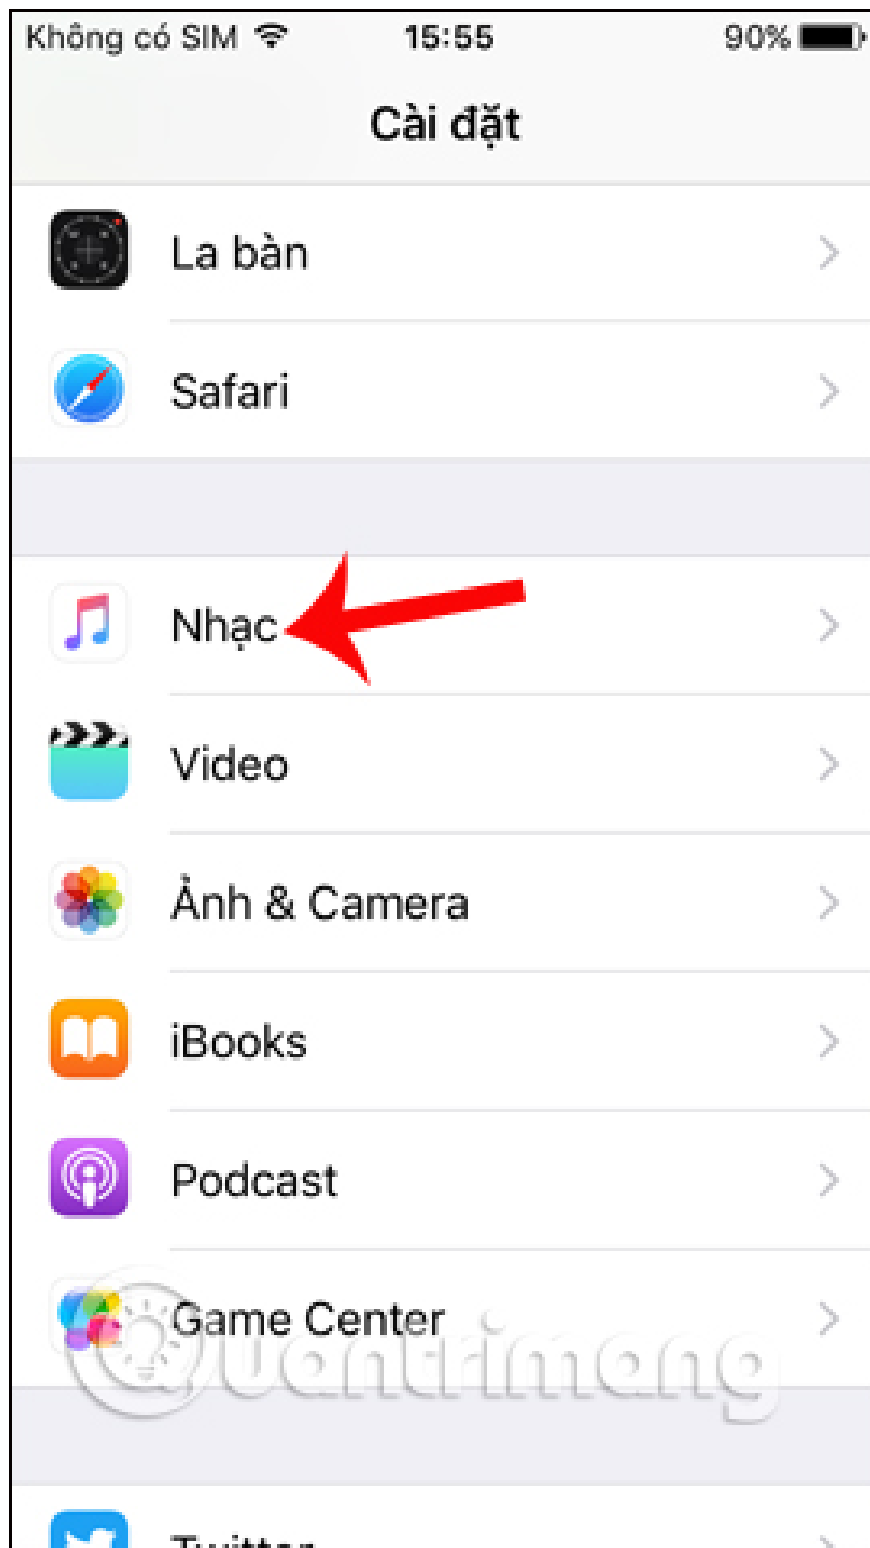 Không có SIM 15:55 90%
Cài đặt
La bàn
Safari
Nhạc
Video
Ảnh & Camera
iBooks
Podcast
Game Center
Quantrimang
Twitter